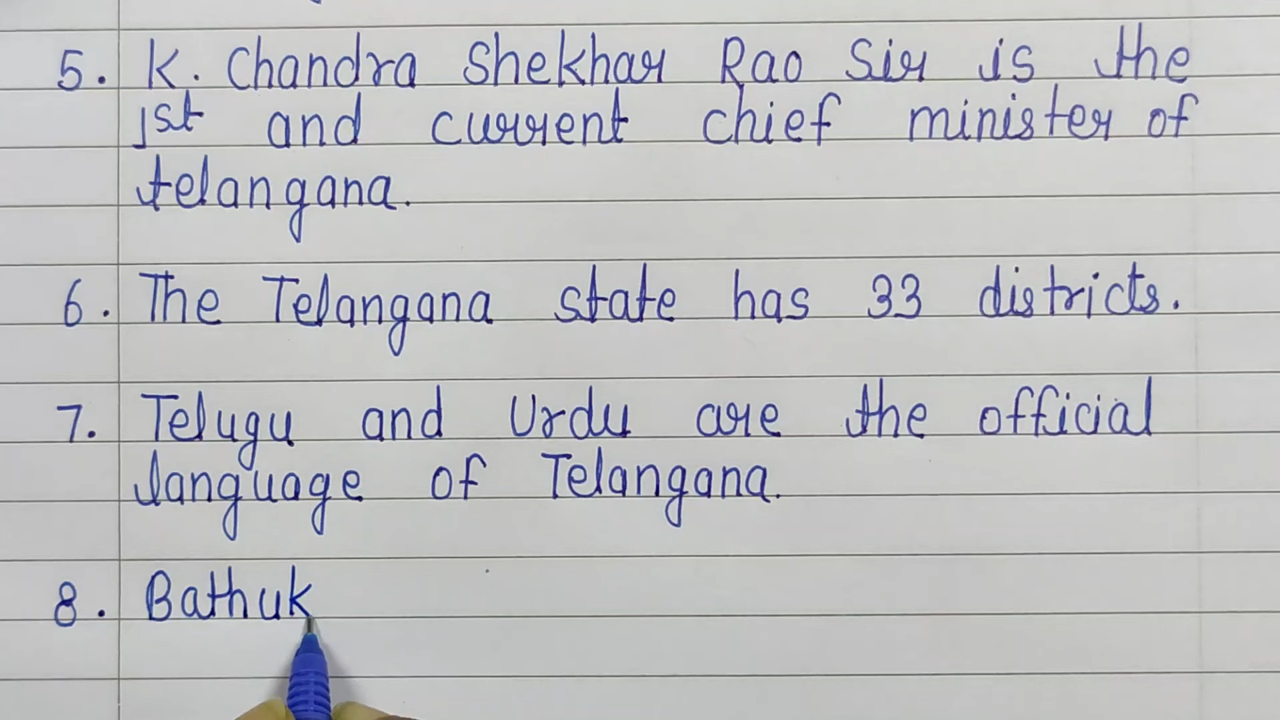 5. K. Chandra Shekhar Rao Sir is the
1st and current chief minister of
telangana.
6. The Telangana state has 33 districts.
7. Telugu and Urdu are the official
language of Telangana.
8. Bathuk